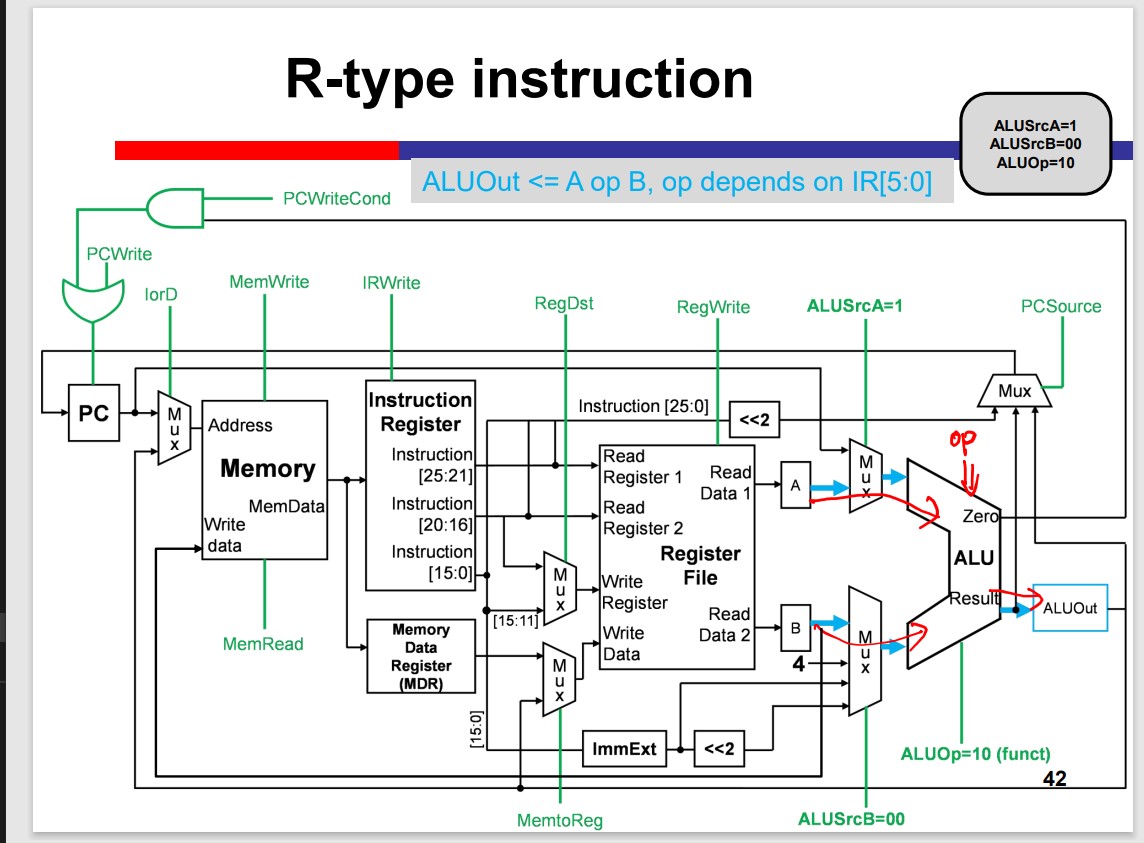 R-type instruction
ALUSrcA=1
ALUSrcB=00
ALUOp=10
ALUOut <= A op B, op depends on IR[5:0]
PCWriteCond
PCWrite
IorD
MemWrite
IRWrite
RegDst
RegWrite
ALUSrcA=1
PCSource
PC
Mux
Address
Memory
MemData
Write
data
MemRead
Instruction
Register
Instruction
[25:21]
Instruction
[20:16]
Instruction
[15:0]
Memory
Data
Register
(MDR)
[15:0]
Instruction [25:0]
<<2
Mux
[15:11]
Mux
Read
Register 1
Read
Register 2
Write
Register
Write
Data
Read
Data 1
Register
File
Read
Data 2
A
B
4
Mux
Mux
op
Zero
ALU
Result
ALUOut
Mux
ImmExt
<<2
ALUOp=10 (funct)
42
MemtoReg
ALUSrcB=00